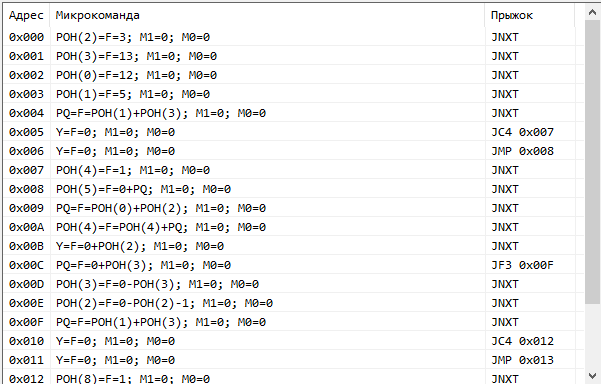 Адрес Микрокоманда Прыжок
0x000 РОН(2)=F=3; M1=0; M0=0 JNXT
0x001 РОН(3)=F=13; M1=0; M0=0 JNXT
0x002 РОН(0)=F=12; M1=0; M0=0 JNXT
0x003 РОН(1)=F=5; M1=0; M0=0 JNXT
0x004 PQ=F=РОН(1)+РОН(3); M1=0; M0=0 JNXT
0x005 Y=F=0; M1=0; M0=0 JC4 0x007
0x006 Y=F=0; M1=0; M0=0 JMP 0x008
0x007 РОН(4)=F=1; M1=0; M0=0 JNXT
0x008 РОН(5)=F=0+PQ; M1=0; M0=0 JNXT
0x009 PQ=F=РОН(0)+РОН(2); M1=0; M0=0 JNXT
0x00A РОН(4)=F=РОН(4)+PQ; M1=0; M0=0 JNXT
0x00B Y=F=0+РОН(2); M1=0; M0=0 JNXT
0x00C PQ=F=0+РОН(3); M1=0; M0=0 JF3 0x00F
0x00D РОН(3)=F=0-РОН(3); M1=0; M0=0 JNXT
0x00E РОН(2)=F=0-РОН(2)-1; M1=0; M0=0 JNXT
0x00F PQ=F=РОН(1)+РОН(3); M1=0; M0=0 JNXT
0x010 Y=F=0; M1=0; M0=0 JC4 0x012
0x011 Y=F=0; M1=0; M0=0 JMP 0x013
0x012 РОН(8)=F=1; M1=0; M0=0 JNXT